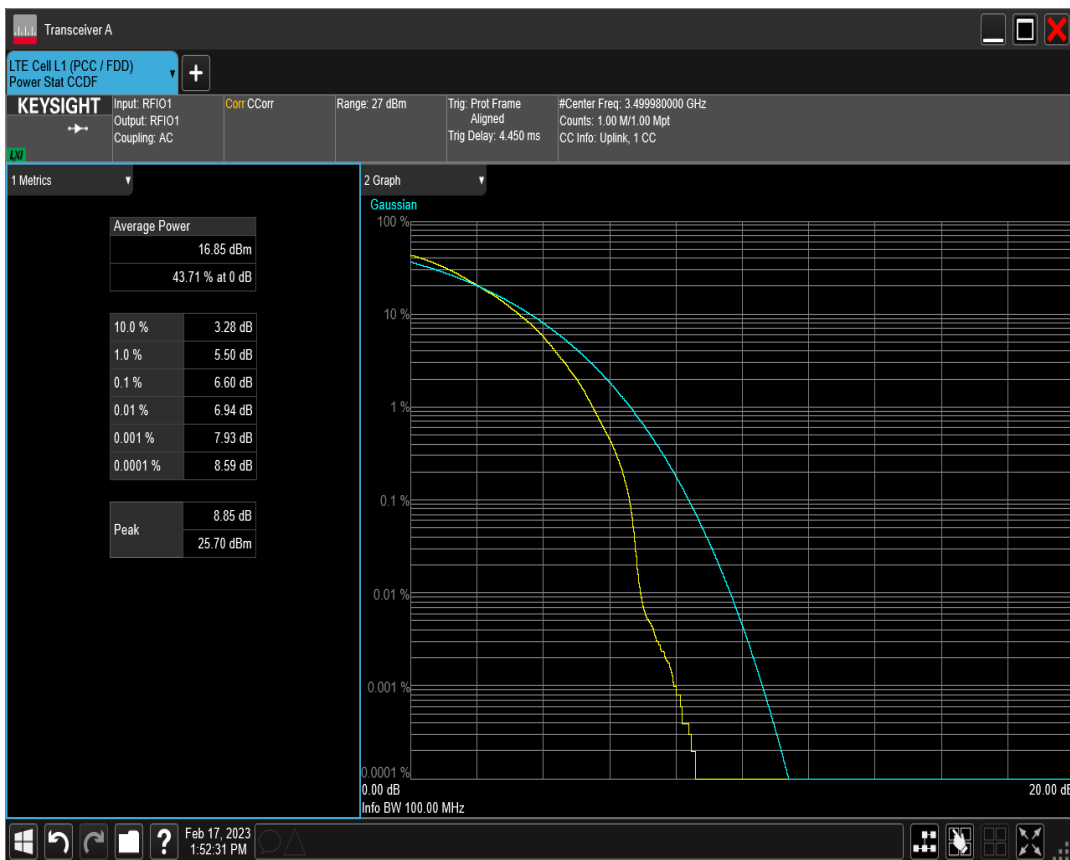 Transceiver A
LTE Cell L1 (PCC / FDD)
Power Stat CCDF
KEYSIGHT
LXI
Input: RFIO1
Output: RFIO1
Coupling: AC
Corr CCorr
Range: 27 dBm
Trig: Prot Frame
Aligned
Trig Delay: 4.450 ms
#Center Freq: 3.499980000 GHz
Counts: 1.00 M/1.00 Mpt
CC Info: Uplink, 1 CC
1 Metrics
Average Power
16.85 dBm
43.71 % at 0 dB
10.0 % 3.28 dB
1.0 % 5.50 dB
0.1 % 6.60 dB
0.01 % 6.94 dB
0.001 % 7.93 dB
0.0001 % 8.59 dB
Peak
8.85 dB
25.70 dBm
2 Graph
Gaussian
100 %
10 %
1 %
0.1 %
0.01 %
0.001 %
0.0001 %
0.00 dB
20.00 dB
Info BW 100.00 MHz
?
Feb 17, 2023
1:52:31 PM